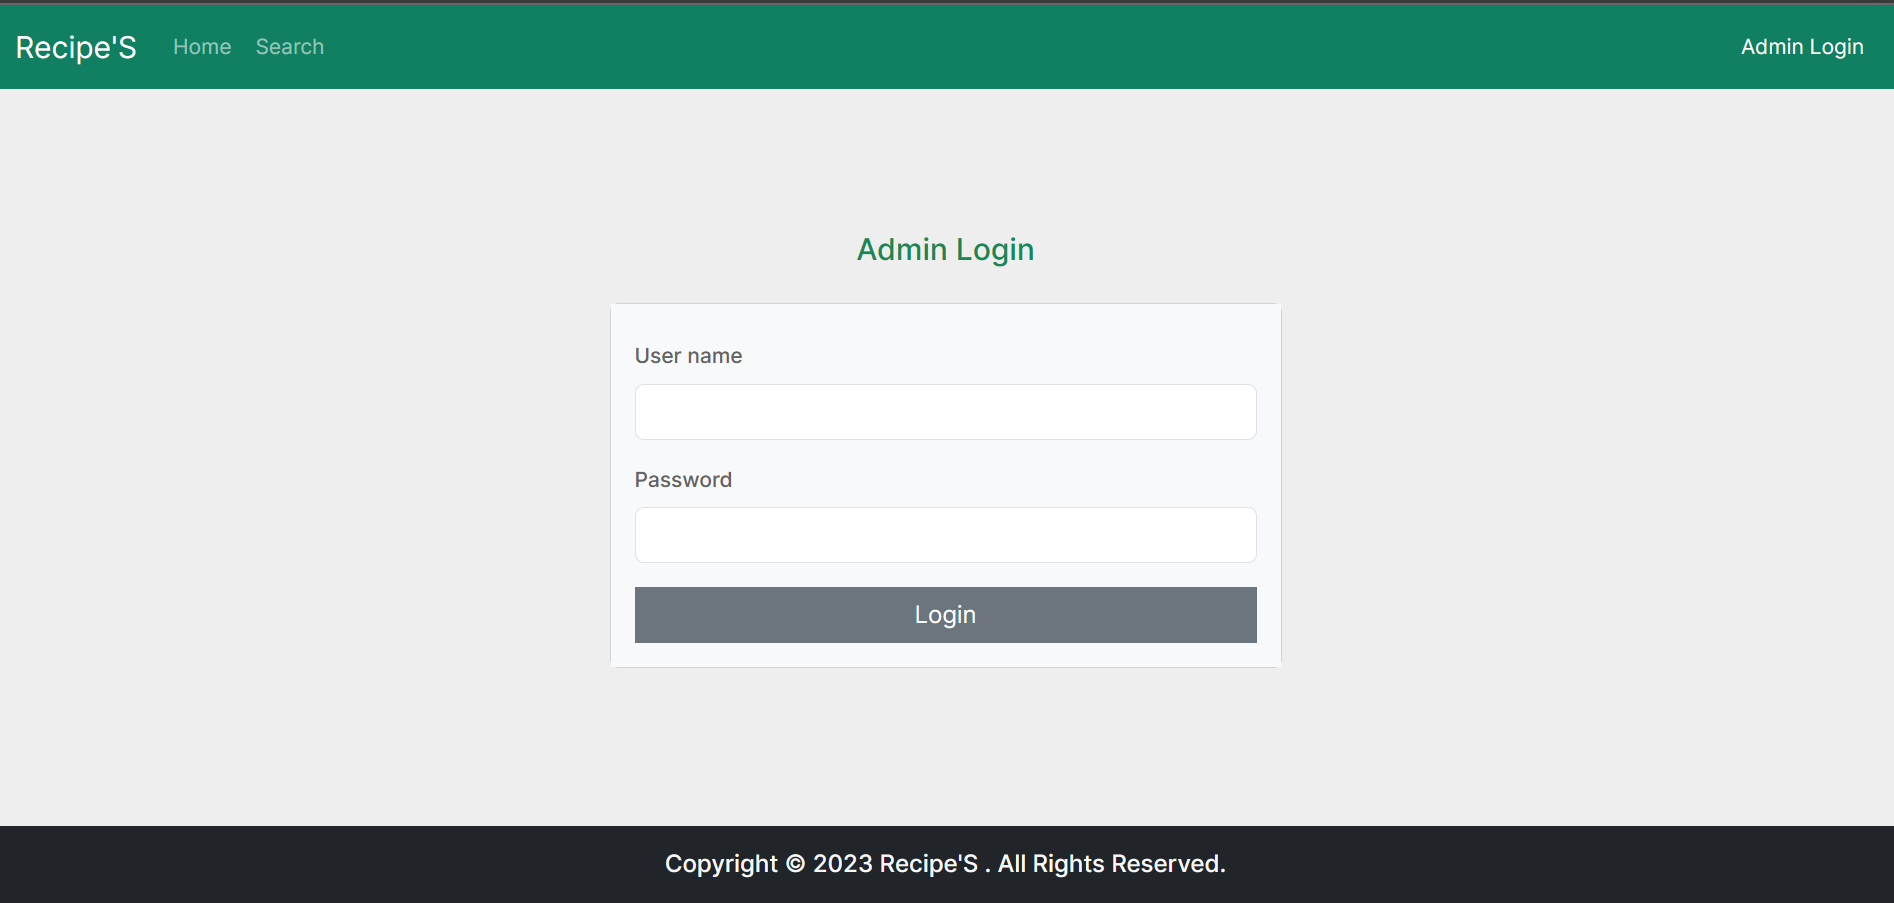 Recipe'S Home Search Admin Login
Admin Login
User name
Password
Login
Copyright © 2023 Recipe'S . All Rights Reserved.